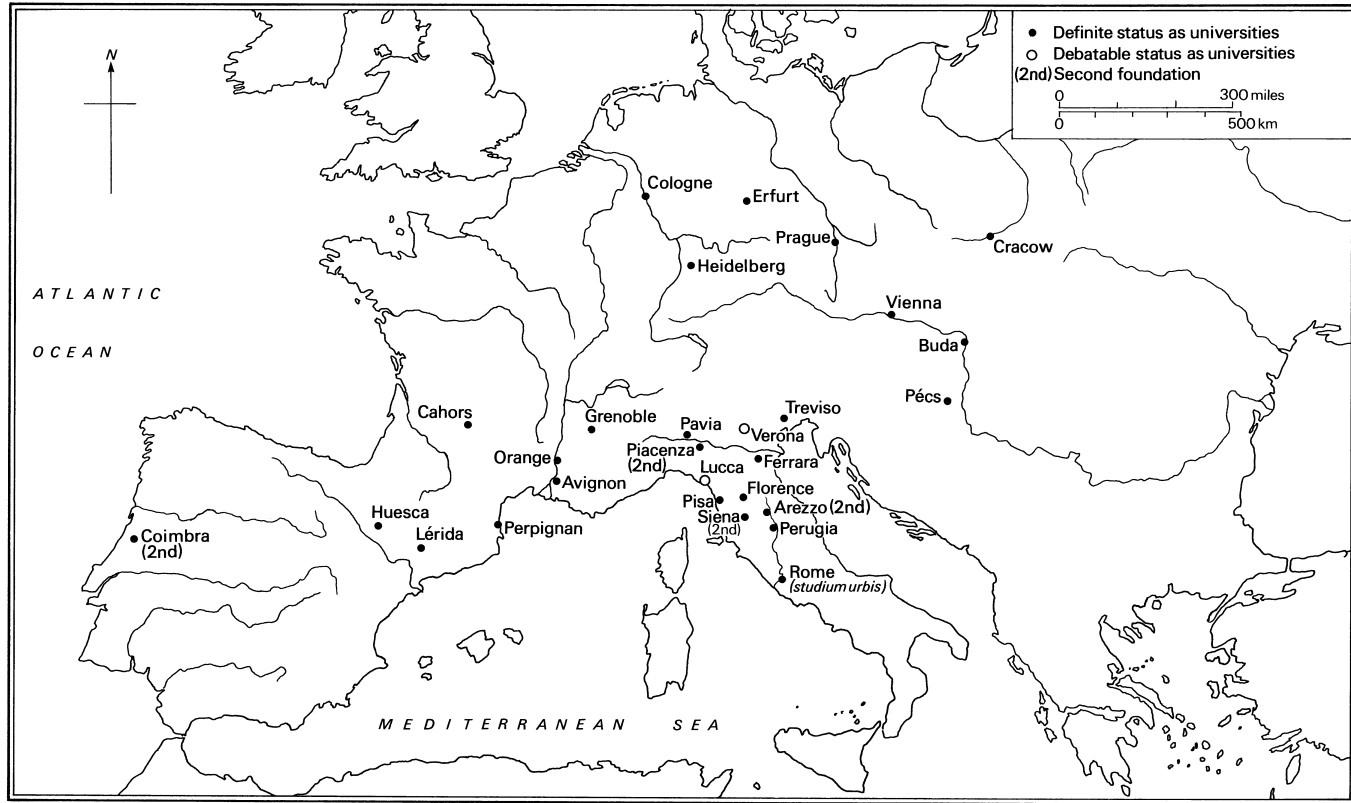 N
Definite status as universities
Debatable status as universities
(2nd) Second foundation
0 300 miles
0 500 km
Cologne
Erfurt
Prague
Cracow
Heidelberg
ATLANTIC
OCEAN
Vienna
Buda
Pécs
Cahors
Grenoble
Pavia
Treviso
Verona
Piacenza
(2nd)
Orange
Ferrara
Lucca
Avignon
Florence
Pisa
Arezzo (2nd)
Siena
(2nd)
Perugia
Huesca
Lérida
Perpignan
Coimbra
(2nd)
Rome
(studium urbis)
MEDITERRANEAN SEA